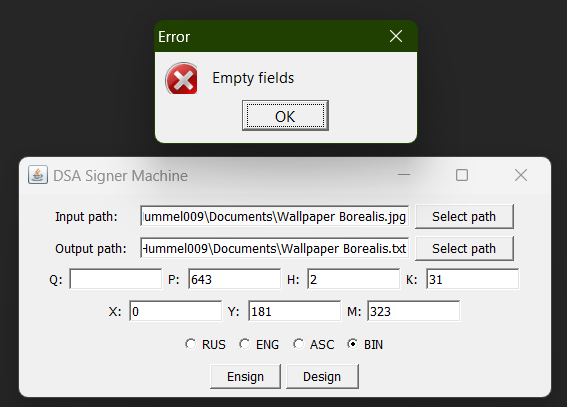 Error
Empty fields
OK
DSA Signer Machine
Input path: ummel009\Documents\Wallpaper Borealis.jpg Select path
Output path: Hummel009\Documents\Wallpaper Borealis.txt Select path
Q: P: 643 H: 2 K: 31
X: 0 Y: 181 M: 323
RUS ENG ASC BIN
Ensign Design